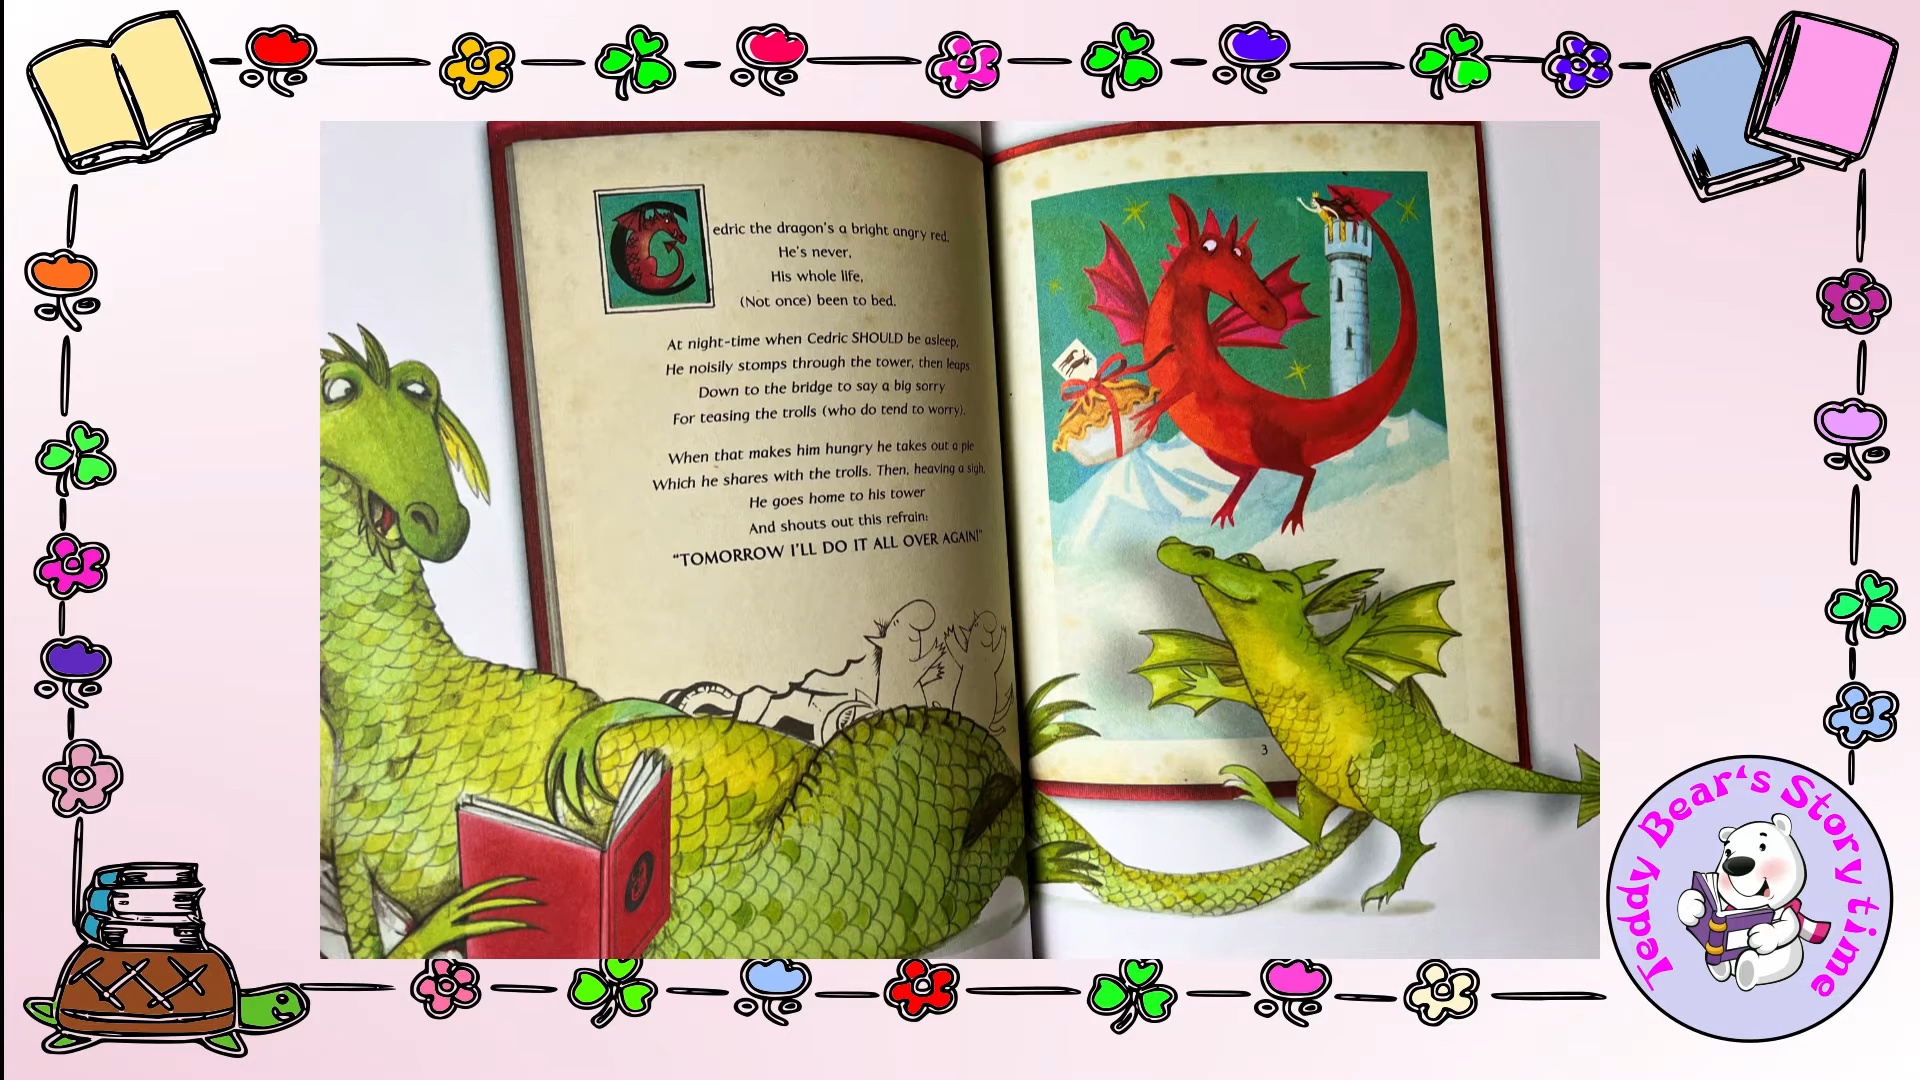 Cedric the dragon's a bright angry red.
He's never,
His whole life,
(Not once) been to bed.
At night-time when Cedric SHOULD be asleep,
He noisily stomps through the tower, then leaps
Down to the bridge to say a big sorry
For teasing the trolls (who do tend to worry).
When that makes him hungry he takes out a pie
Which he shares with the trolls. Then, heaving a sigh,
He goes home to his tower
And shouts out this refrain:
"TOMORROW I'LL DO IT ALL OVER AGAIN!"
3
Teddy Bear's Story time